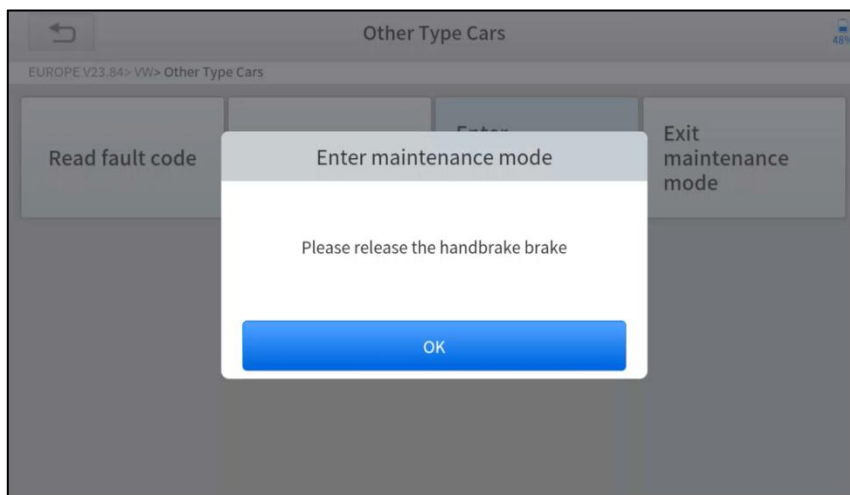 Other Type Cars
48%
EUROPE V23.84> VW> Other Type Cars
Read fault code
Enter
Exit
maintenance
mode
Enter maintenance mode
Please release the handbrake brake
OK